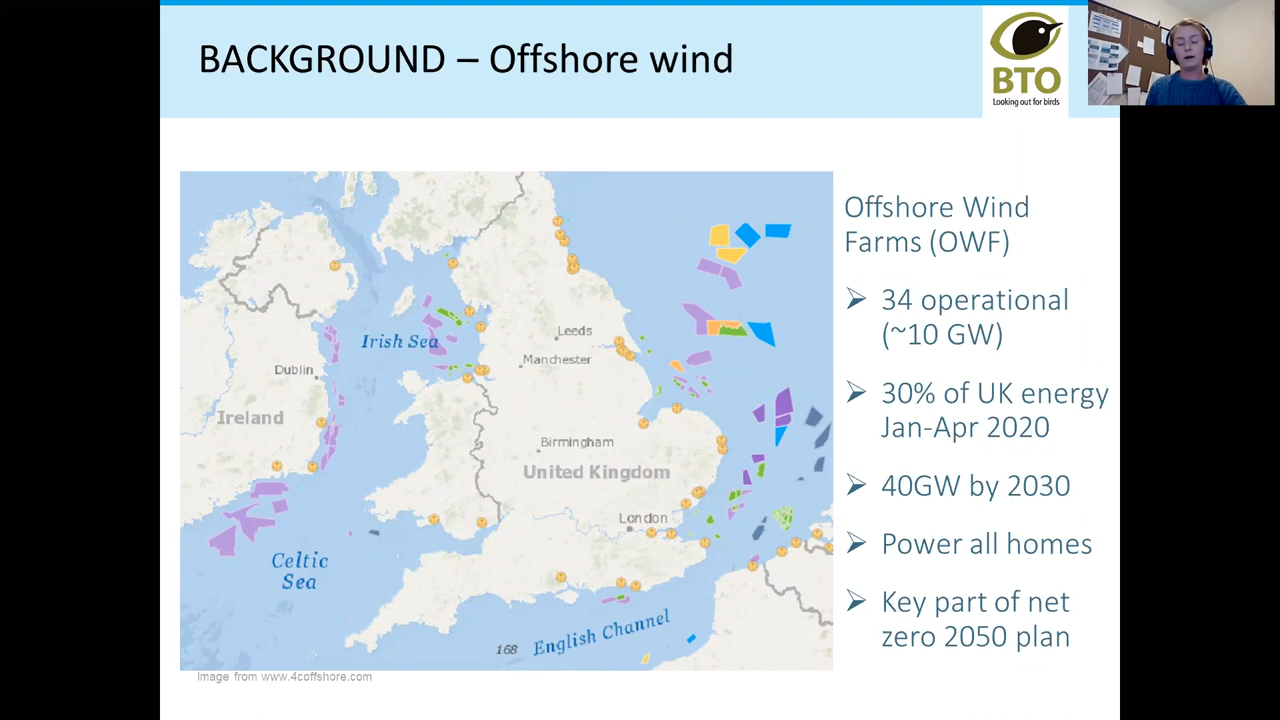 BACKGROUND – Offshore wind
BTO
Looking out for birds
Offshore Wind
Farms (OWF)
➢ 34 operational
(~10 GW)
➢ 30% of UK energy
Jan-Apr 2020
➢ 40GW by 2030
➢ Power all homes
➢ Key part of net
zero 2050 plan
Leeds
Irish Sea
Manchester
Dublin
Ireland
Birmingham
United Kingdom
London
Celtic
Sea
English Channel
168
Image from www.4coffshore.com